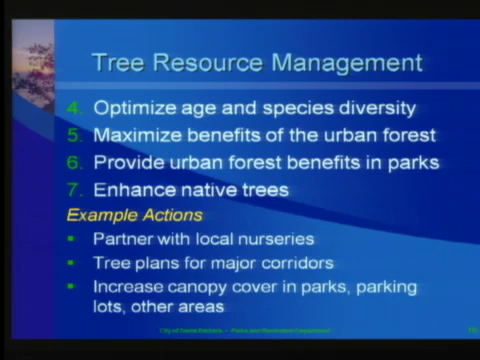 Tree Resource Management
4. Optimize age and species diversity
5. Maximize benefits of the urban forest
6. Provide urban forest benefits in parks
7. Enhance native trees
Example Actions
▪ Partner with local nurseries
▪ Tree plans for major corridors
▪ Increase canopy cover in parks, parking
lots, other areas
City of Santa Barbara — Parks and Recreation Department